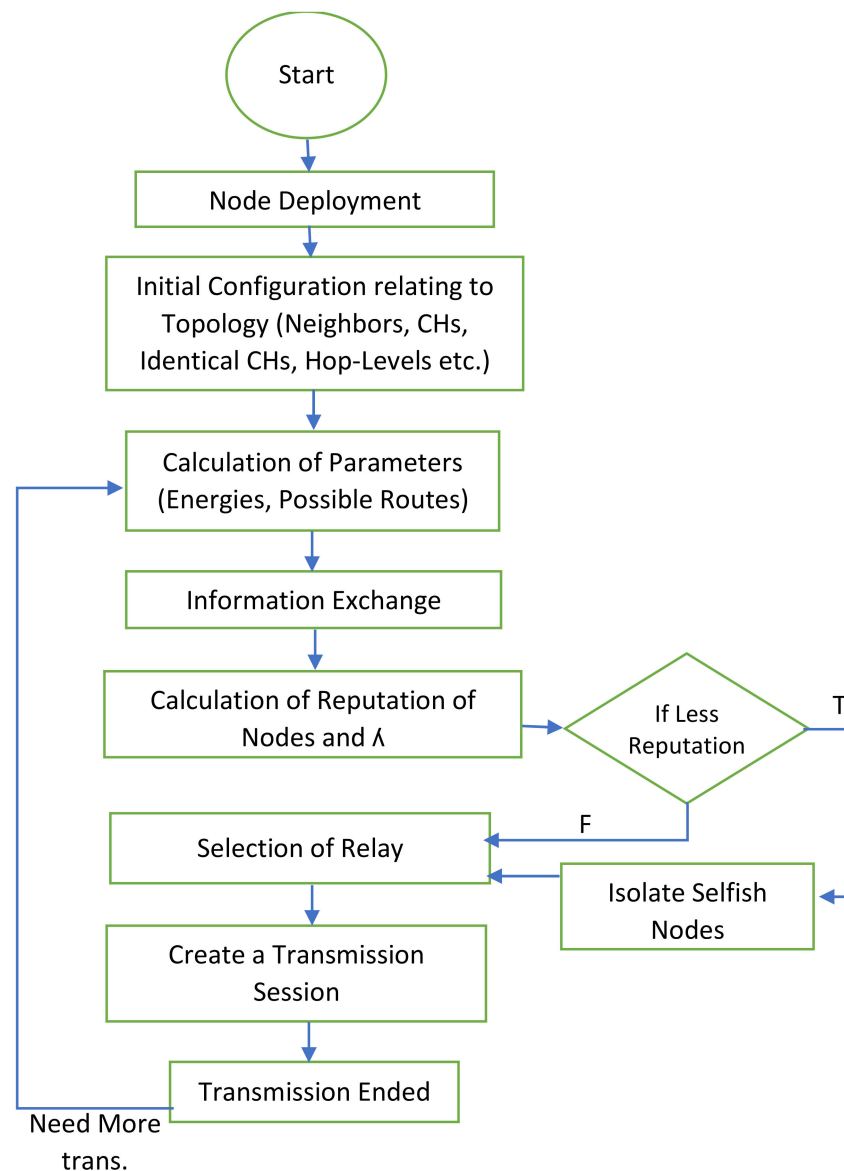 Start
Node Deployment
Initial Configuration relating to
Topology (Neighbors, CHs,
Identical CHs, Hop-Levels etc.)
Calculation of Parameters
(Energies, Possible Routes)
Information Exchange
Calculation of Reputation of
Nodes and ʎ
If Less
Reputation
T
F
Selection of Relay
Isolate Selfish
Nodes
Create a Transmission
Session
Transmission Ended
Need More
trans.